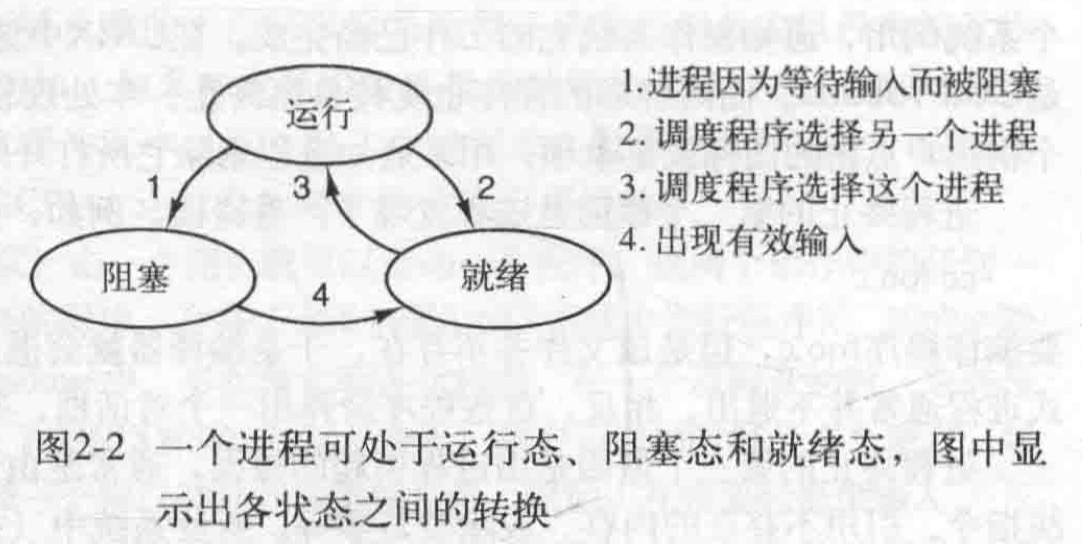 运行
1.进程因为等待输入而被阻塞
2. 调度程序选择另一个进程
3. 调度程序选择这个进程
4. 出现有效输入
1
3
2
阻塞
就绪
4
图2-2 一个进程可处于运行态、阻塞态和就绪态，图中显
示出各状态之间的转换